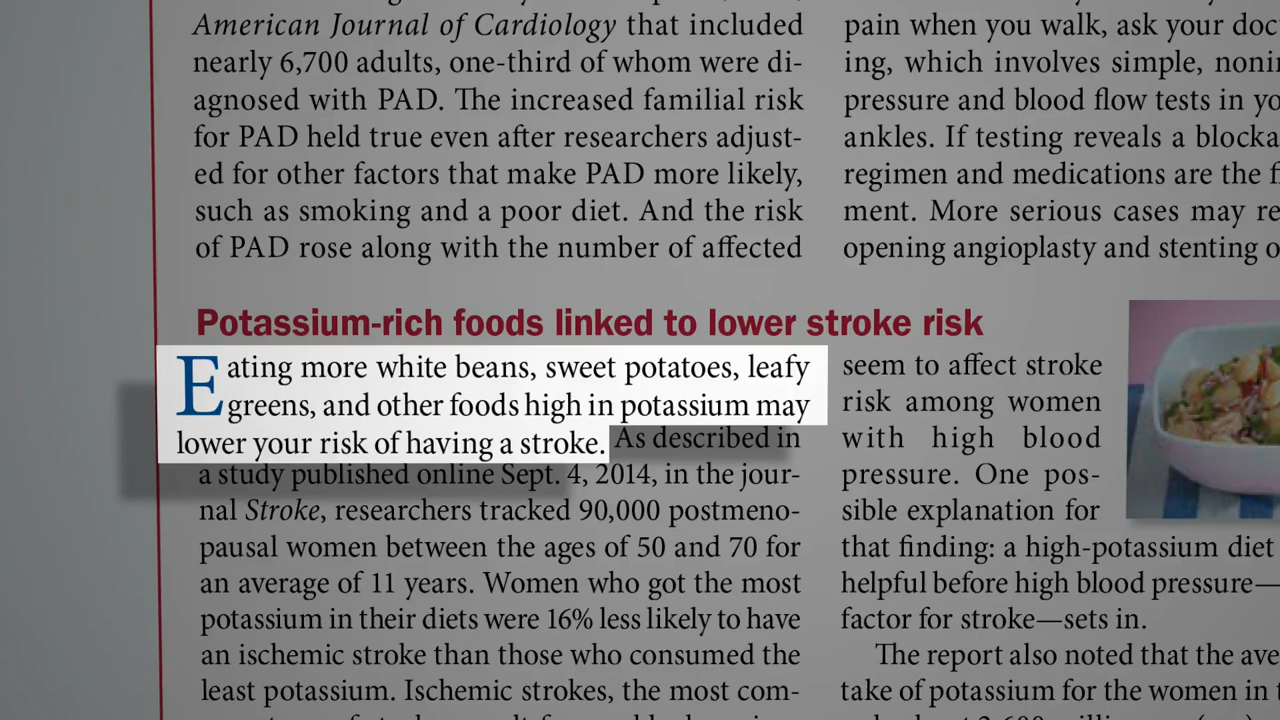 American Journal of Cardiology that included
nearly 6,700 adults, one-third of whom were di-
agnosed with PAD. The increased familial risk
for PAD held true even after researchers adjust-
ed for other factors that make PAD more likely,
such as smoking and a poor diet. And the risk
of PAD rose along with the number of affected
pain when you walk, ask your doc
ing, which involves simple, nonin
pressure and blood flow tests in yo
ankles. If testing reveals a blocka
regimen and medications are the fi
ment. More serious cases may re
opening angioplasty and stenting o
Potassium-rich foods linked to lower stroke risk
Eating more white beans, sweet potatoes, leafy
greens, and other foods high in potassium may
lower your risk of having a stroke. As described in
a study published online Sept. 4, 2014, in the jour-
nal Stroke, researchers tracked 90,000 postmeno-
pausal women between the ages of 50 and 70 for
an average of 11 years. Women who got the most
potassium in their diets were 16% less likely to have
an ischemic stroke than those who consumed the
least potassium. Ischemic strokes, the most com-
seem to affect stroke
risk among women
with high blood
pressure. One pos-
sible explanation for
that finding: a high-potassium diet
helpful before high blood pressure—
factor for stroke—sets in.
The report also noted that the ave
take of potassium for the women in